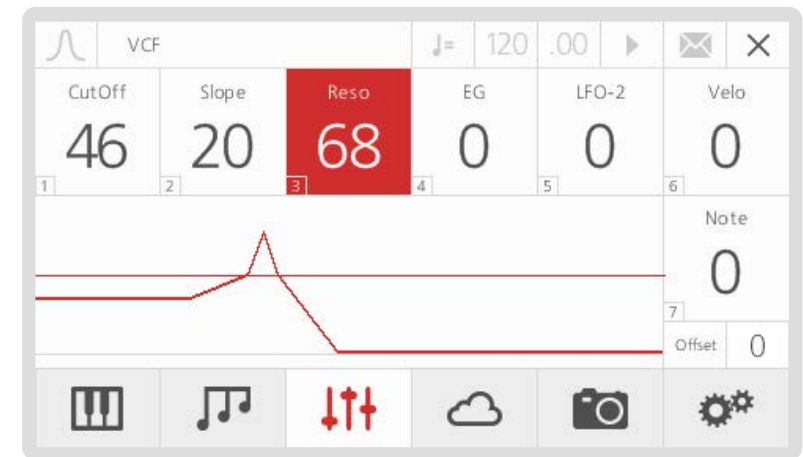 VCF ♩= 120 .00
CutOff Slope Reso EG LFO-2 Velo
46 20 68 0 0 0
1 2 3 4 5 6
Note
0
7
Offset 0